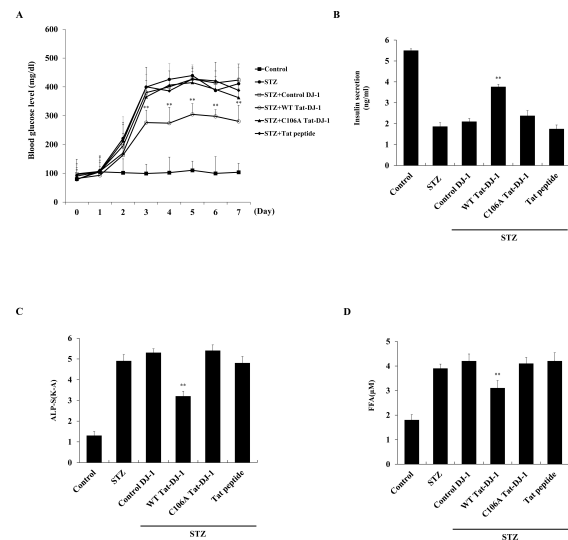 A
Blood glucose level (mg/dl)
500
400
300
200
100
0
0 1 2 3 4 5 6 7 (Day)
** ** ** ** **
Control
STZ
STZ+Control DJ-1
STZ+WT Tat-DJ-1
STZ+C106A Tat-DJ-1
STZ+Tat peptide
B
Insulin secretion
(ng/ml)
6
5
4
3
2
1
0
**
Control
STZ
Control DJ-1
WT Tat-DJ-1
C106A Tat-DJ-1
Tat peptide
STZ
C
ALP-S(K-A)
6
5
4
3
2
1
0
**
Control
STZ
Control DJ-1
WT Tat-DJ-1
C106A Tat-DJ-1
Tat peptide
STZ
D
FFA(μM)
5
4
3
2
1
0
**
Control
STZ
Control DJ-1
WT Tat-DJ-1
C106A Tat-DJ-1
Tat peptide
STZ